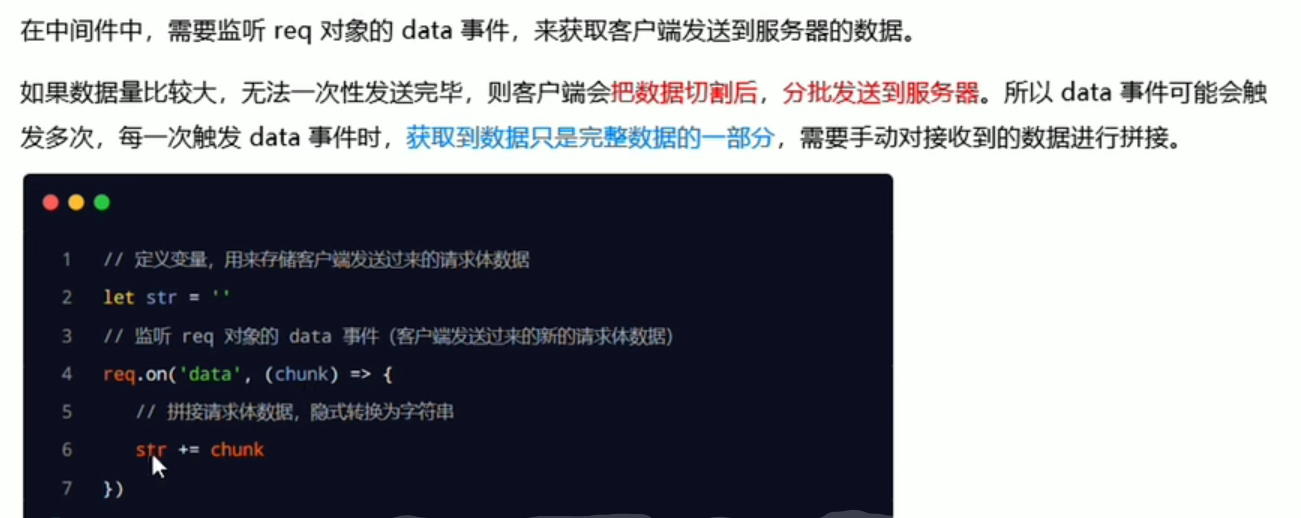 在中间件中，需要监听 req 对象的 data 事件，来获取客户端发送到服务器的数据。
如果数据量比较大，无法一次性发送完毕，则客户端会把数据切割后，分批发送到服务器。所以 data 事件可能会触
发多次，每一次触发 data 事件时，获取到数据只是完整数据的一部分，需要手动对接收到的数据进行拼接。
1 // 定义变量，用来存储客户端发送过来的请求体数据
2 let str = ''
3 // 监听 req 对象的 data 事件（客户端发送过来的新的请求体数据）
4 req.on('data', (chunk) => {
5 // 拼接请求体数据，隐式转换为字符串
6 str += chunk
7 })